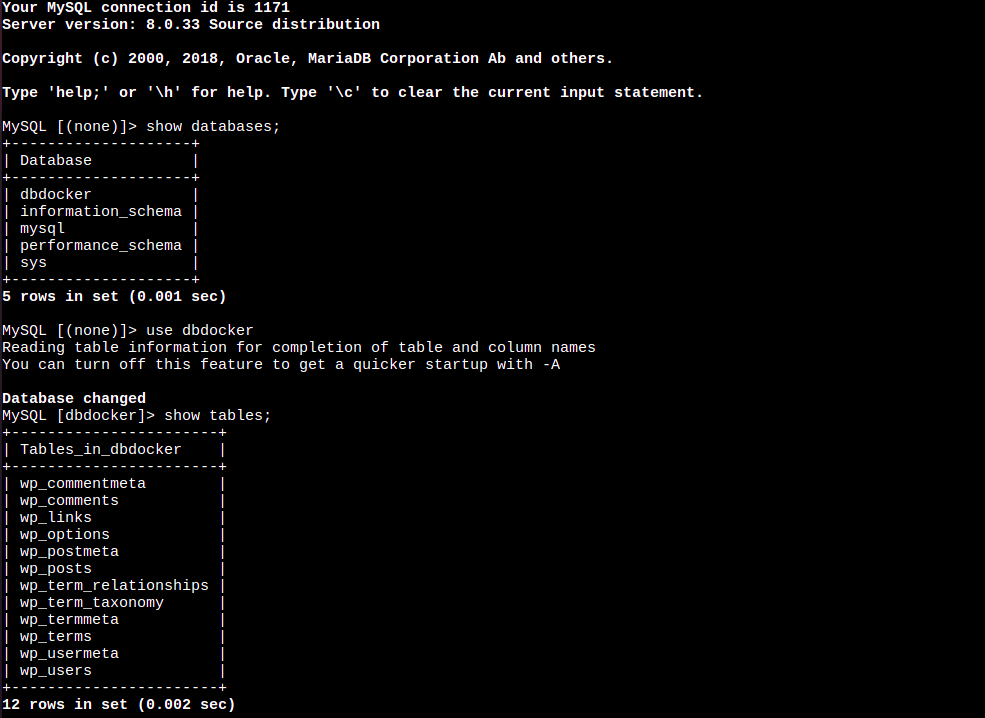 Your MySQL connection id is 1171
Server version: 8.0.33 Source distribution

Copyright (c) 2000, 2018, Oracle, MariaDB Corporation Ab and others.

Type 'help;' or '\h' for help. Type '\c' to clear the current input statement.

MySQL [(none)]> show databases;
+--------------------+
| Database           |
+--------------------+
| dbdocker           |
| information_schema |
| mysql              |
| performance_schema |
| sys                |
+--------------------+
5 rows in set (0.001 sec)

MySQL [(none)]> use dbdocker
Reading table information for completion of table and column names
You can turn off this feature to get a quicker startup with -A

Database changed
MySQL [dbdocker]> show tables;
+-----------------------+
| Tables_in_dbdocker    |
+-----------------------+
| wp_commentmeta        |
| wp_comments           |
| wp_links              |
| wp_options            |
| wp_postmeta           |
| wp_posts              |
| wp_term_relationships |
| wp_term_taxonomy      |
| wp_termmeta           |
| wp_terms              |
| wp_usermeta           |
| wp_users              |
+-----------------------+
12 rows in set (0.002 sec)